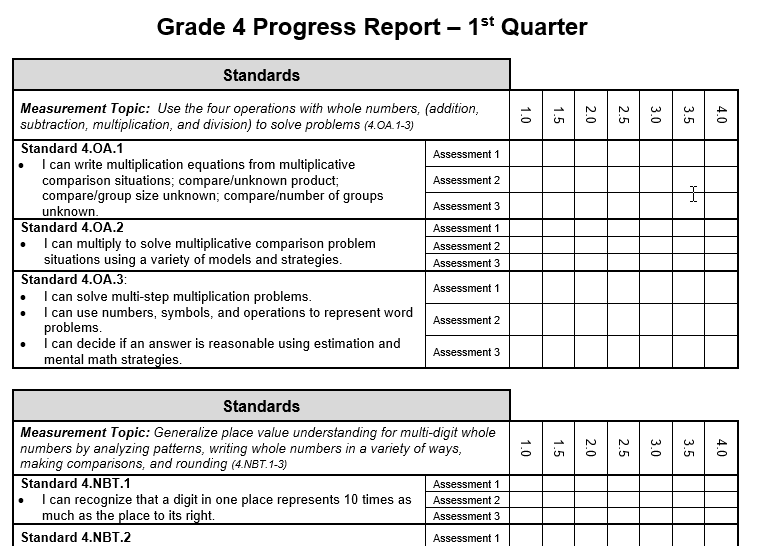 Grade 4 Progress Report – 1st Quarter
Standards
Measurement Topic: Use the four operations with whole numbers, (addition,
subtraction, multiplication, and division) to solve problems (4.OA.1-3)
1.0 1.5 2.0 2.5 3.0 3.5 4.0
Standard 4.OA.1
• I can write multiplication equations from multiplicative
comparison situations; compare/unknown product;
compare/group size unknown; compare/number of groups
unknown.
Assessment 1
Assessment 2
Assessment 3
Standard 4.OA.2
• I can multiply to solve multiplicative comparison problem
situations using a variety of models and strategies.
Assessment 1
Assessment 2
Assessment 3
Standard 4.OA.3:
• I can solve multi-step multiplication problems.
• I can use numbers, symbols, and operations to represent word
problems.
• I can decide if an answer is reasonable using estimation and
mental math strategies.
Assessment 1
Assessment 2
Assessment 3
Standards
Measurement Topic: Generalize place value understanding for multi-digit whole
numbers by analyzing patterns, writing whole numbers in a variety of ways,
making comparisons, and rounding (4.NBT.1-3)
1.0 1.5 2.0 2.5 3.0 3.5 4.0
Standard 4.NBT.1
• I can recognize that a digit in one place represents 10 times as
much as the place to its right.
Assessment 1
Assessment 2
Assessment 3
Standard 4.NBT.2
Assessment 1